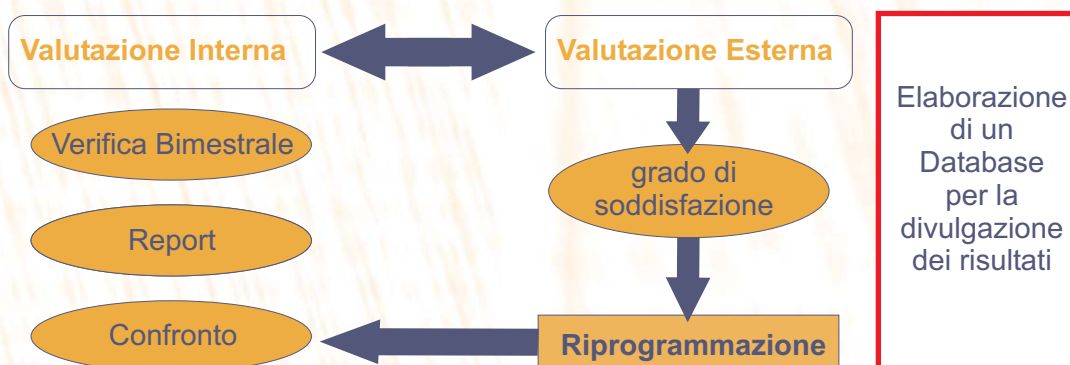 Valutazione Interna
Valutazione Esterna
Verifica Bimestrale
Report
Confronto
grado di
soddisfazione
Riprogrammazione
Elaborazione
di un
Database
per la
divulgazione
dei risultati